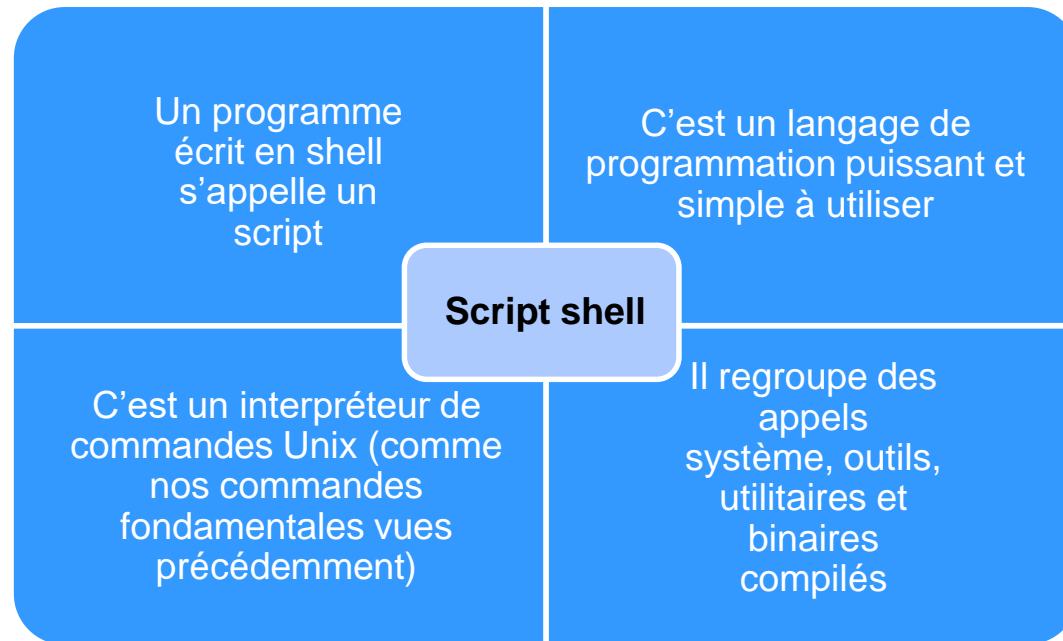 Un programme
écrit en shell
s’appelle un
script
C’est un langage de
programmation puissant et
simple à utiliser
Script shell
C’est un interpréteur de
commandes Unix (comme
nos commandes
fondamentales vues
précédemment)
Il regroupe des
appels
système, outils,
utilitaires et
binaires
compilés